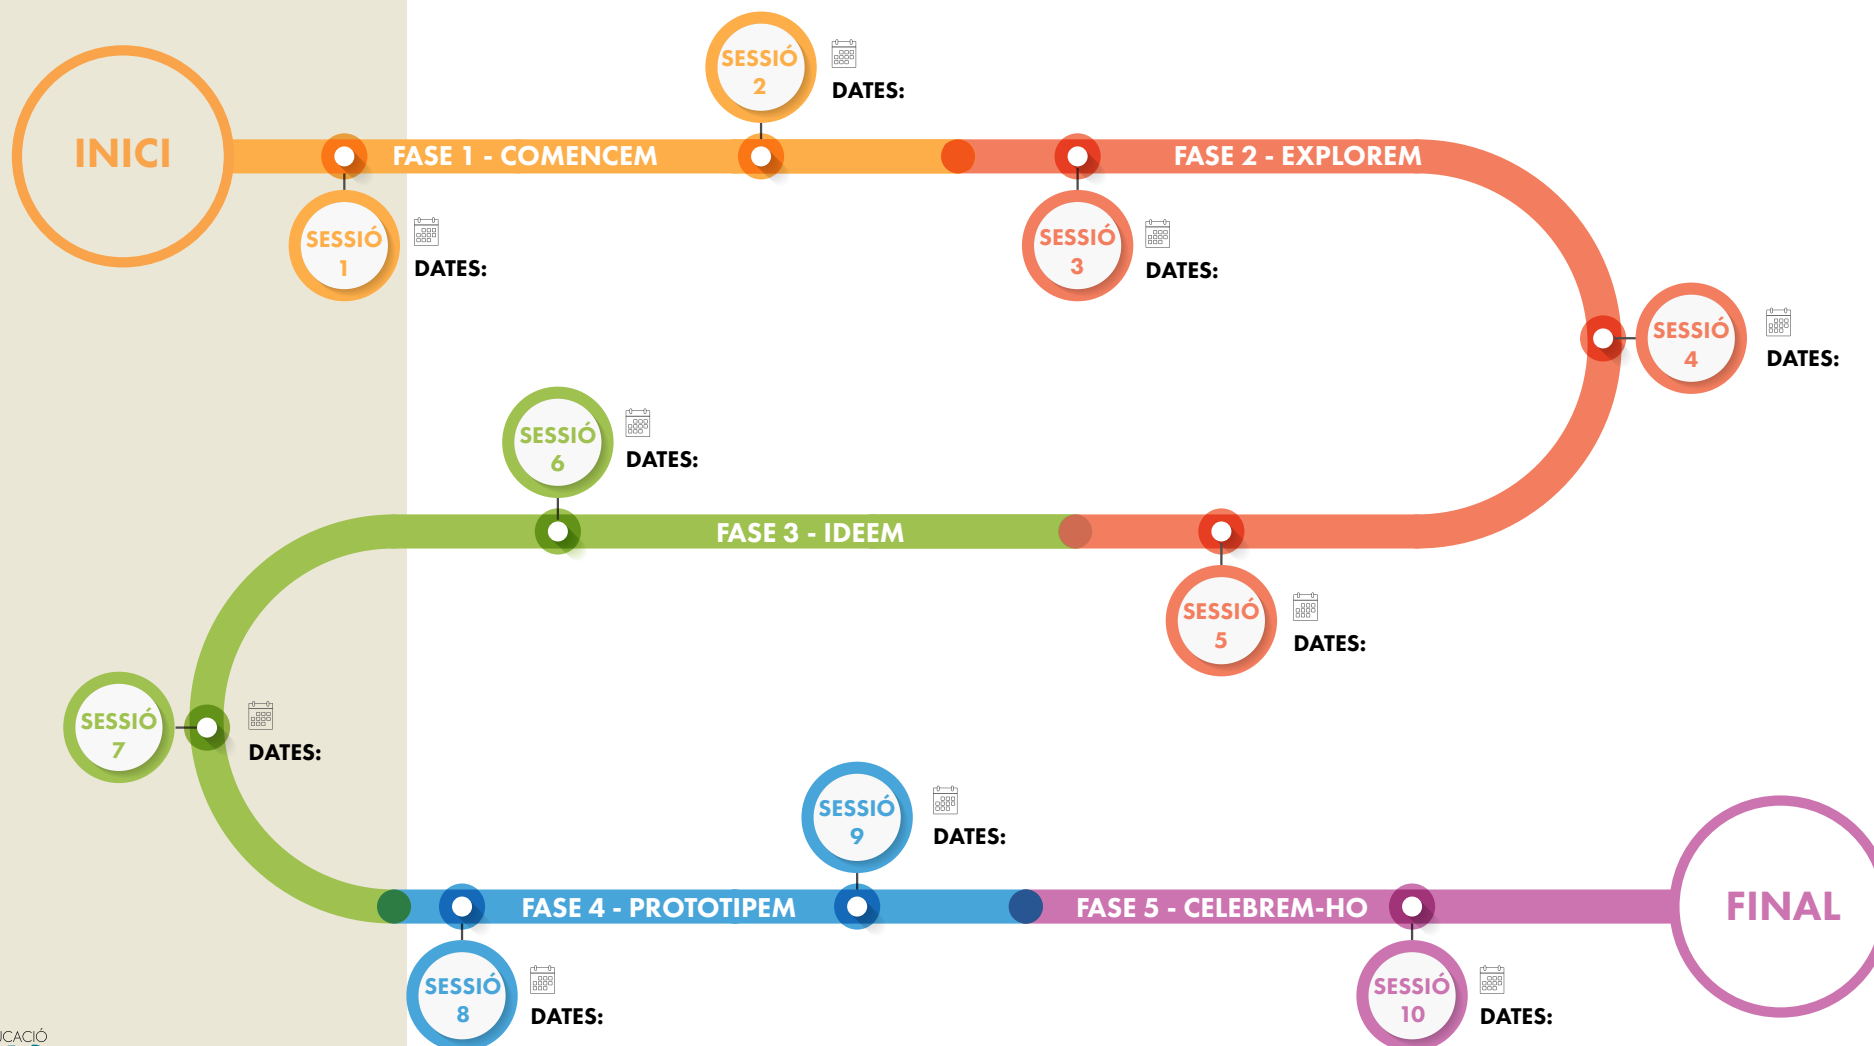 INICI
SESSIÓ
1
DATES:
FASE 1 - COMENCEM
SESSIÓ
2
DATES:
FASE 2 - EXPLOREM
SESSIÓ
3
DATES:
SESSIÓ
4
DATES:
SESSIÓ
5
DATES:
FASE 3 - IDEEM
SESSIÓ
6
DATES:
SESSIÓ
7
DATES:
FASE 4 - PROTOTIPEM
SESSIÓ
8
DATES:
SESSIÓ
9
DATES:
FASE 5 - CELEBREM-HO
SESSIÓ
10
DATES:
FINAL